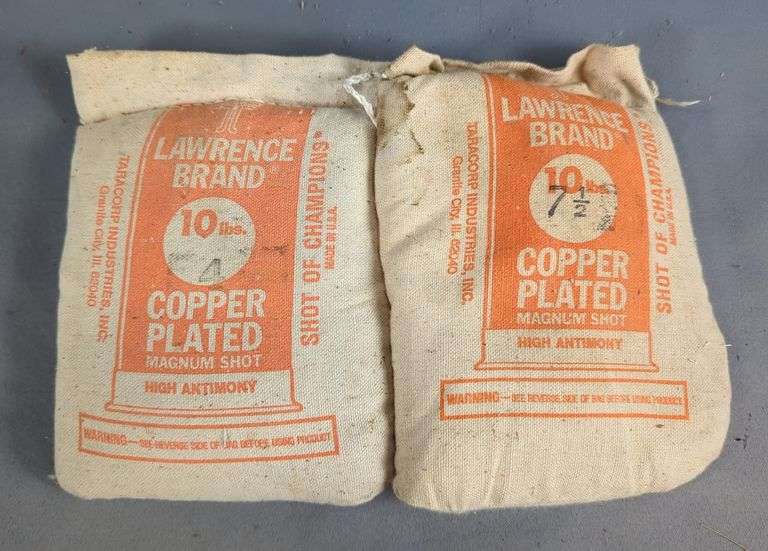 LAWRENCE
BRAND®
10 lbs.
4
COPPER
PLATED
MAGNUM SHOT
HIGH ANTIMONY
TARACORP INDUSTRIES, INC.
Granite City, Ill. 62040
SHOT OF CHAMPIONS®
MADE IN U.S.A.
WARNING—SEE REVERSE SIDE OF BAG BEFORE USING PRODUCT
LAWRENCE
BRAND
10 lbs.
7 1/2
COPPER
PLATED
MAGNUM SHOT
HIGH ANTIMONY
TARACORP INDUSTRIES, INC.
Granite City, Ill. 62040
SHOT OF CHAMPIONS®
MADE IN U.S.A.
WARNING—SEE REVERSE SIDE OF BAG BEFORE USING PRODUCT